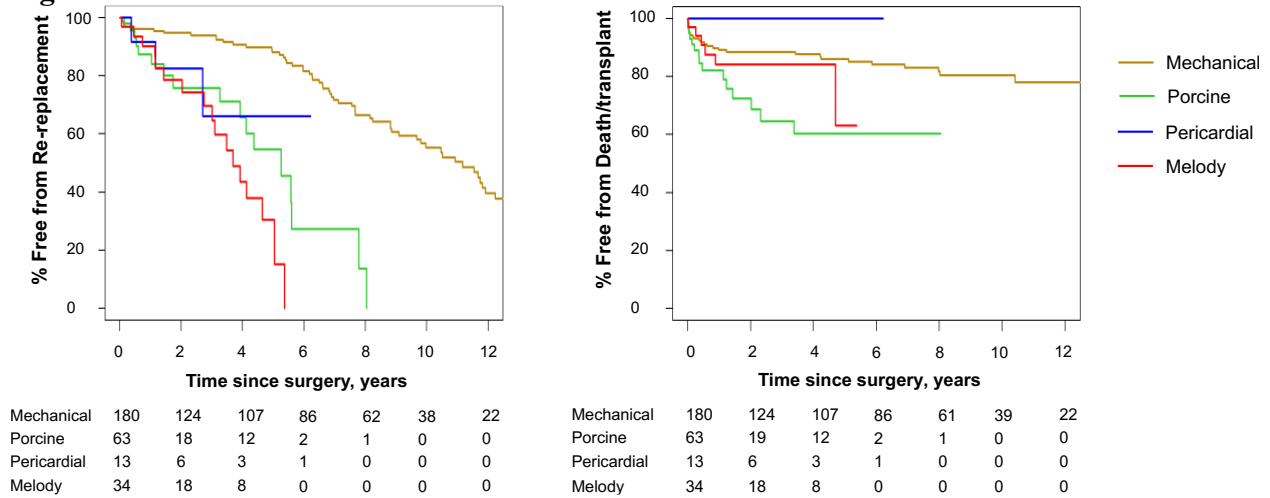 g
% Free from Re-replacement
100
80
60
40
20
0
0 2 4 6 8 10 12
Time since surgery, years
Mechanical 180 124 107 86 62 38 22
Porcine 63 18 12 2 1 0 0
Pericardial 13 6 3 1 0 0 0
Melody 34 18 8 0 0 0 0
% Free from Death/transplant
100
80
60
40
20
0
0 2 4 6 8 10 12
Time since surgery, years
Mechanical 180 124 107 86 61 39 22
Porcine 63 19 12 2 1 0 0
Pericardial 13 6 3 1 0 0 0
Melody 34 18 8 0 0 0 0
Mechanical
Porcine
Pericardial
Melody